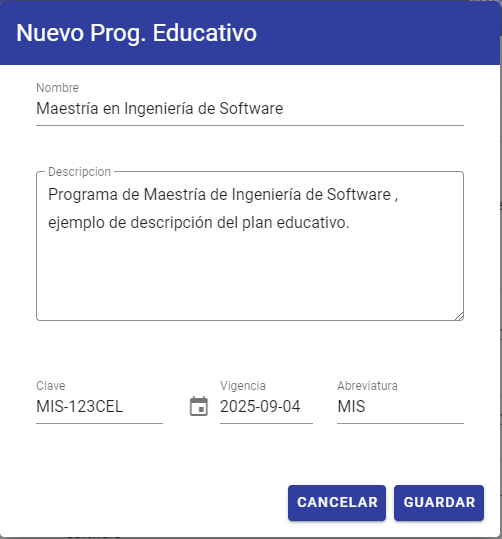 Nuevo Prog. Educativo
Nombre
Maestría en Ingeniería de Software
Descripcion
Programa de Maestría de Ingeniería de Software ,
ejemplo de descripción del plan educativo.
Clave
Vigencia
Abreviatura
MIS-123CEL
2025-09-04
MIS
CANCELAR
GUARDAR